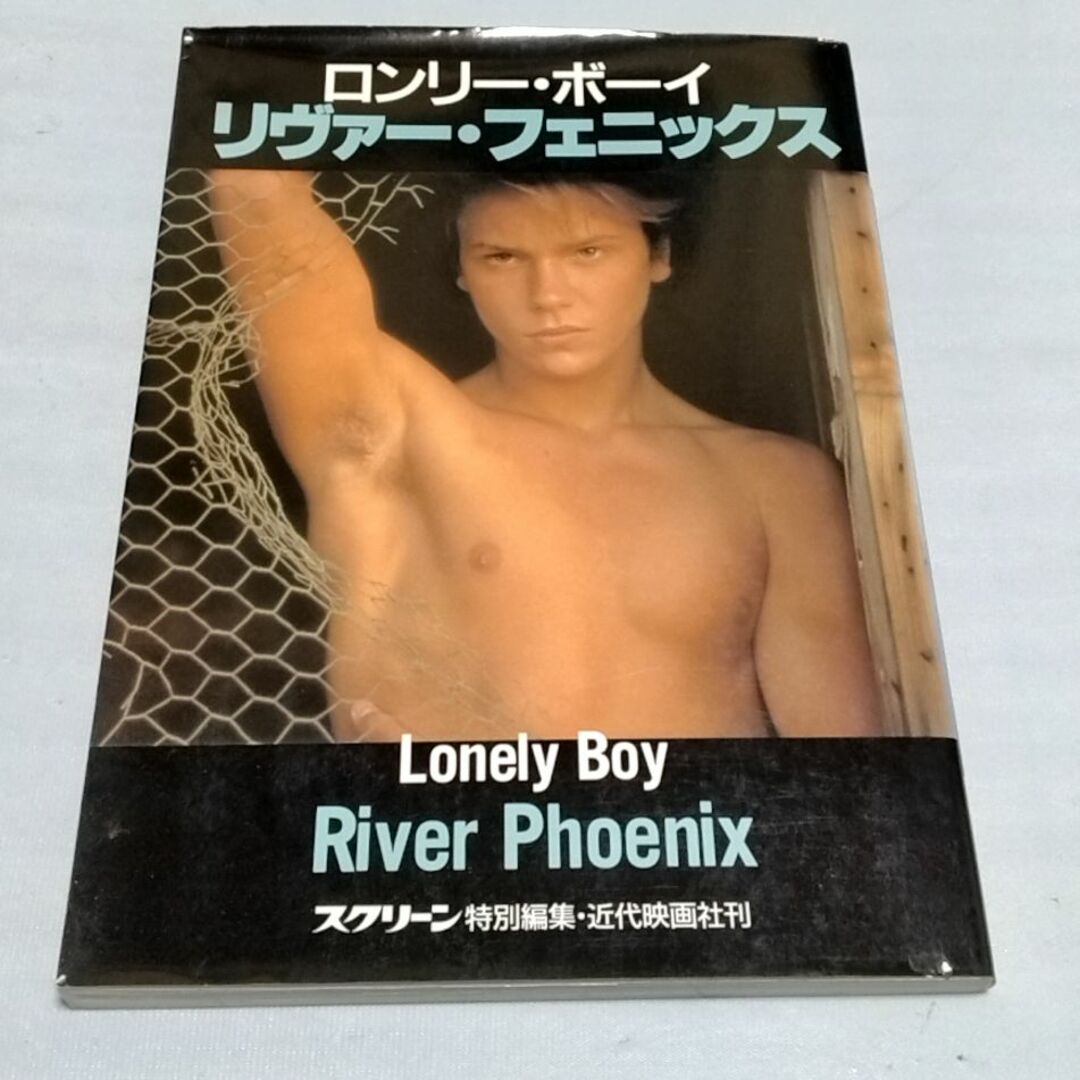 ロンリー・ボーイ
リヴァー・フェニックス
Lonely Boy
River Phoenix
スクリーン特別編集・近代映画社刊